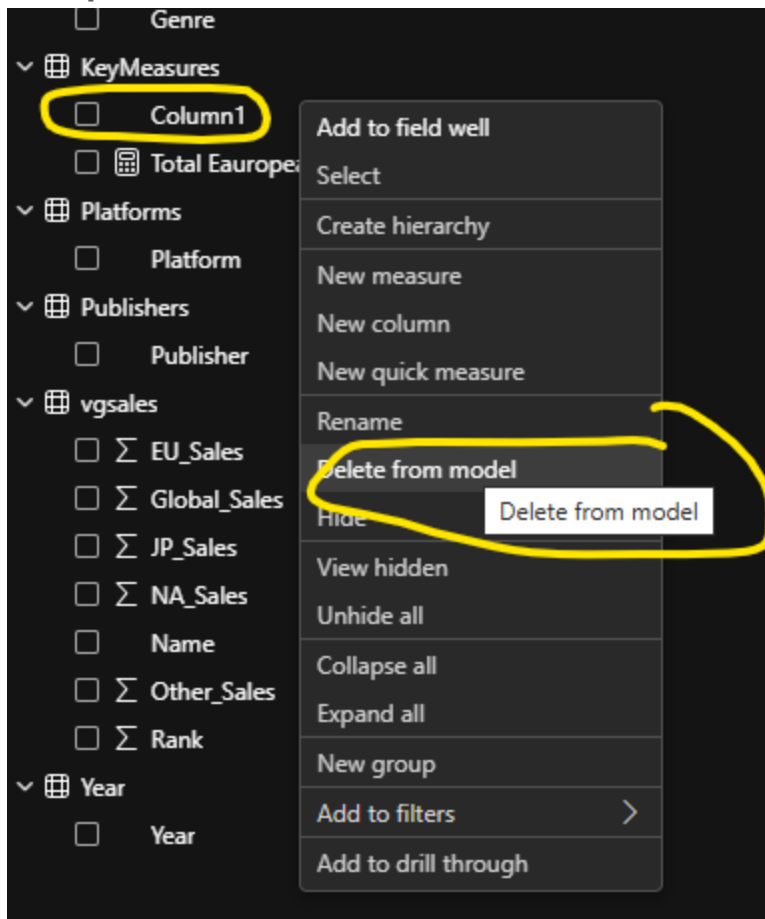 Genre
KeyMeasures
Column1
Total Eaurope
Platforms
Platform
Publishers
Publisher
vgsales
EU_Sales
Global_Sales
JP_Sales
NA_Sales
Name
Other_Sales
Rank
Year
Year
Add to field well
Select
Create hierarchy
New measure
New column
New quick measure
Rename
Delete from model
Delete from model
Hide
View hidden
Unhide all
Collapse all
Expand all
New group
Add to filters
Add to drill through